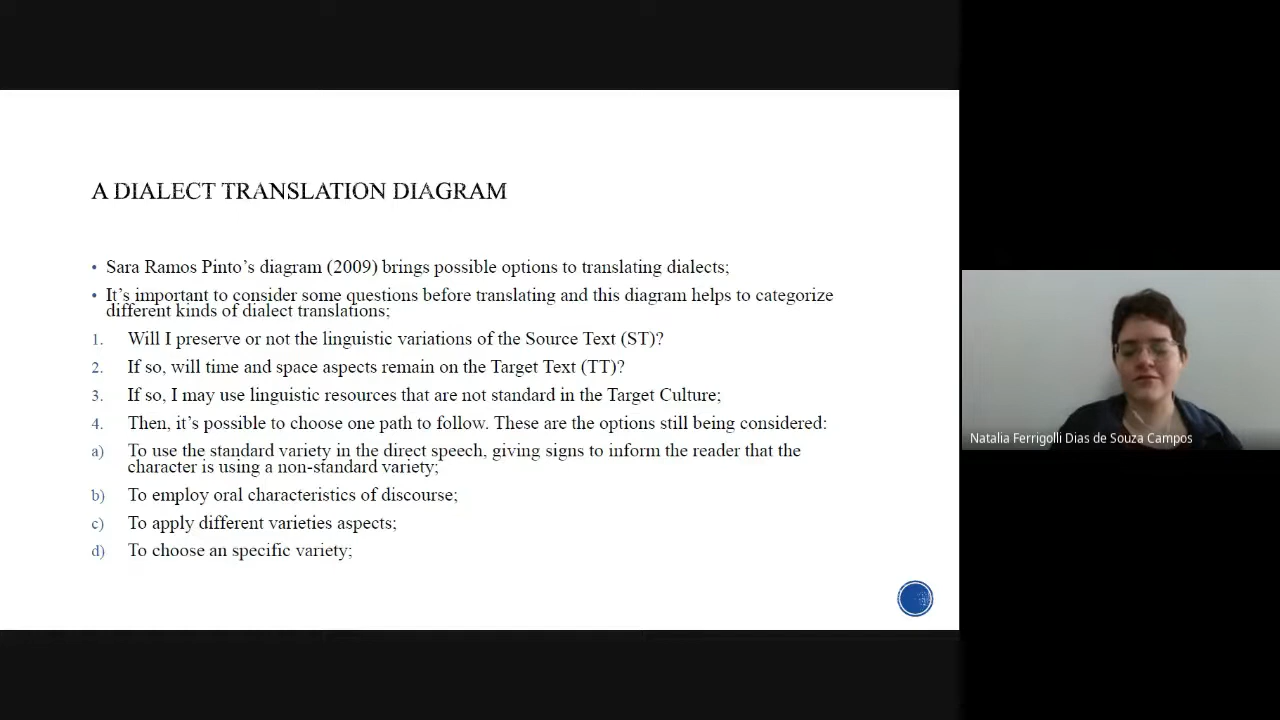 A DIALECT TRANSLATION DIAGRAM
• Sara Ramos Pinto’s diagram (2009) brings possible options to translating dialects;
• It’s important to consider some questions before translating and this diagram helps to categorize
different kinds of dialect translations;
1. Will I preserve or not the linguistic variations of the Source Text (ST)?
2. If so, will time and space aspects remain on the Target Text (TT)?
3. If so, I may use linguistic resources that are not standard in the Target Culture;
4. Then, it’s possible to choose one path to follow. These are the options still being considered:
a) To use the standard variety in the direct speech, giving signs to inform the reader that the
character is using a non-standard variety;
b) To employ oral characteristics of discourse;
c) To apply different varieties aspects;
d) To choose an specific variety;
Natalia Ferrigolli Dias de Souza Campos